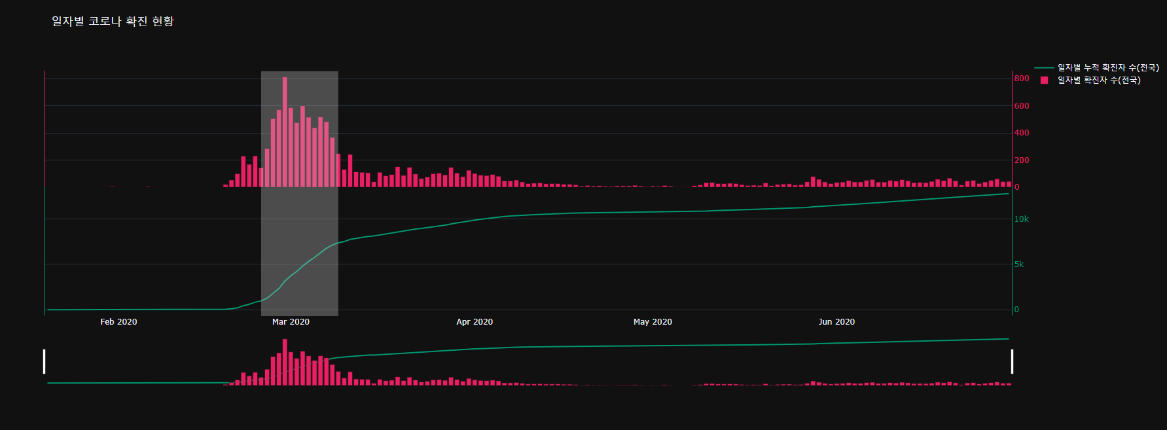 일자별 코로나 확진 현황
일자별 누적 확진자 수(전국)
일자별 확진자 수(전국)
800
600
400
200
0
10k
5k
0
Feb 2020
Mar 2020
Apr 2020
May 2020
Jun 2020